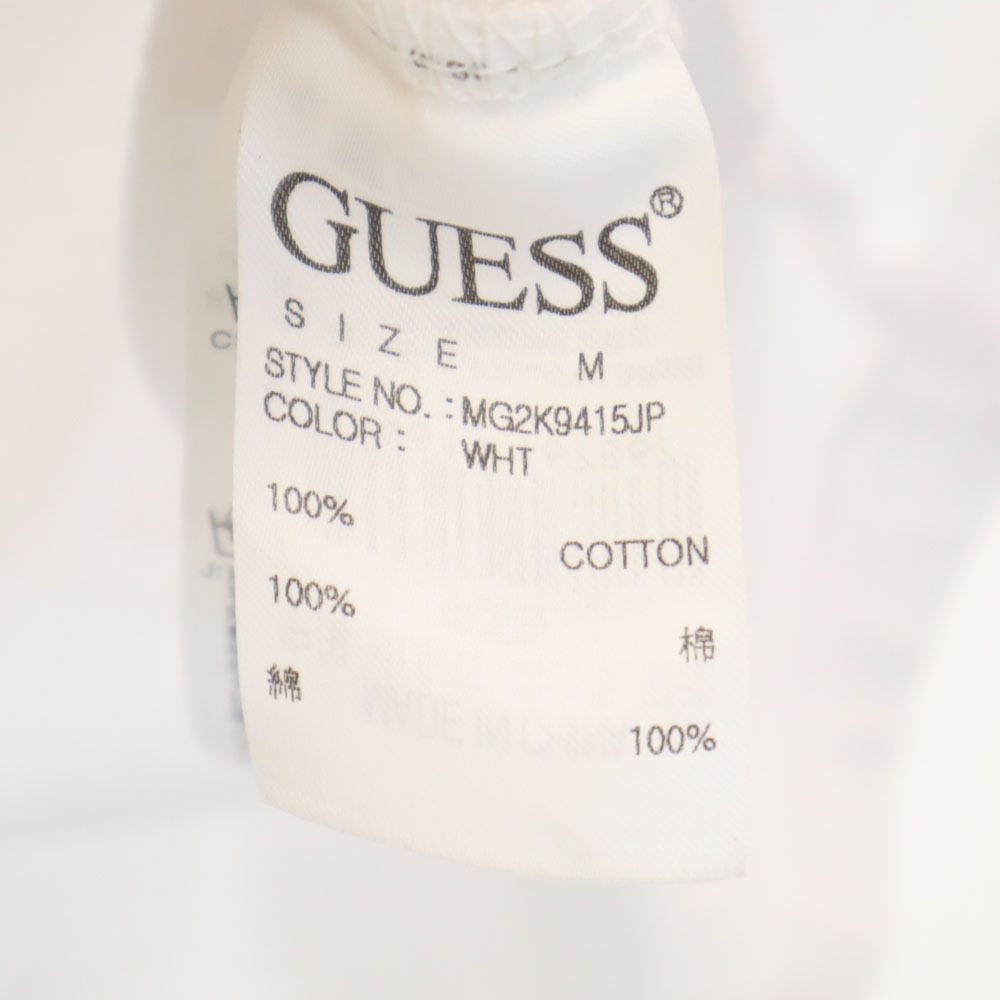 GUESS®
SIZE M
STYLE NO. : MG2K9415JP
COLOR : WHT
100%
COTTON
100%
棉
綿
100%